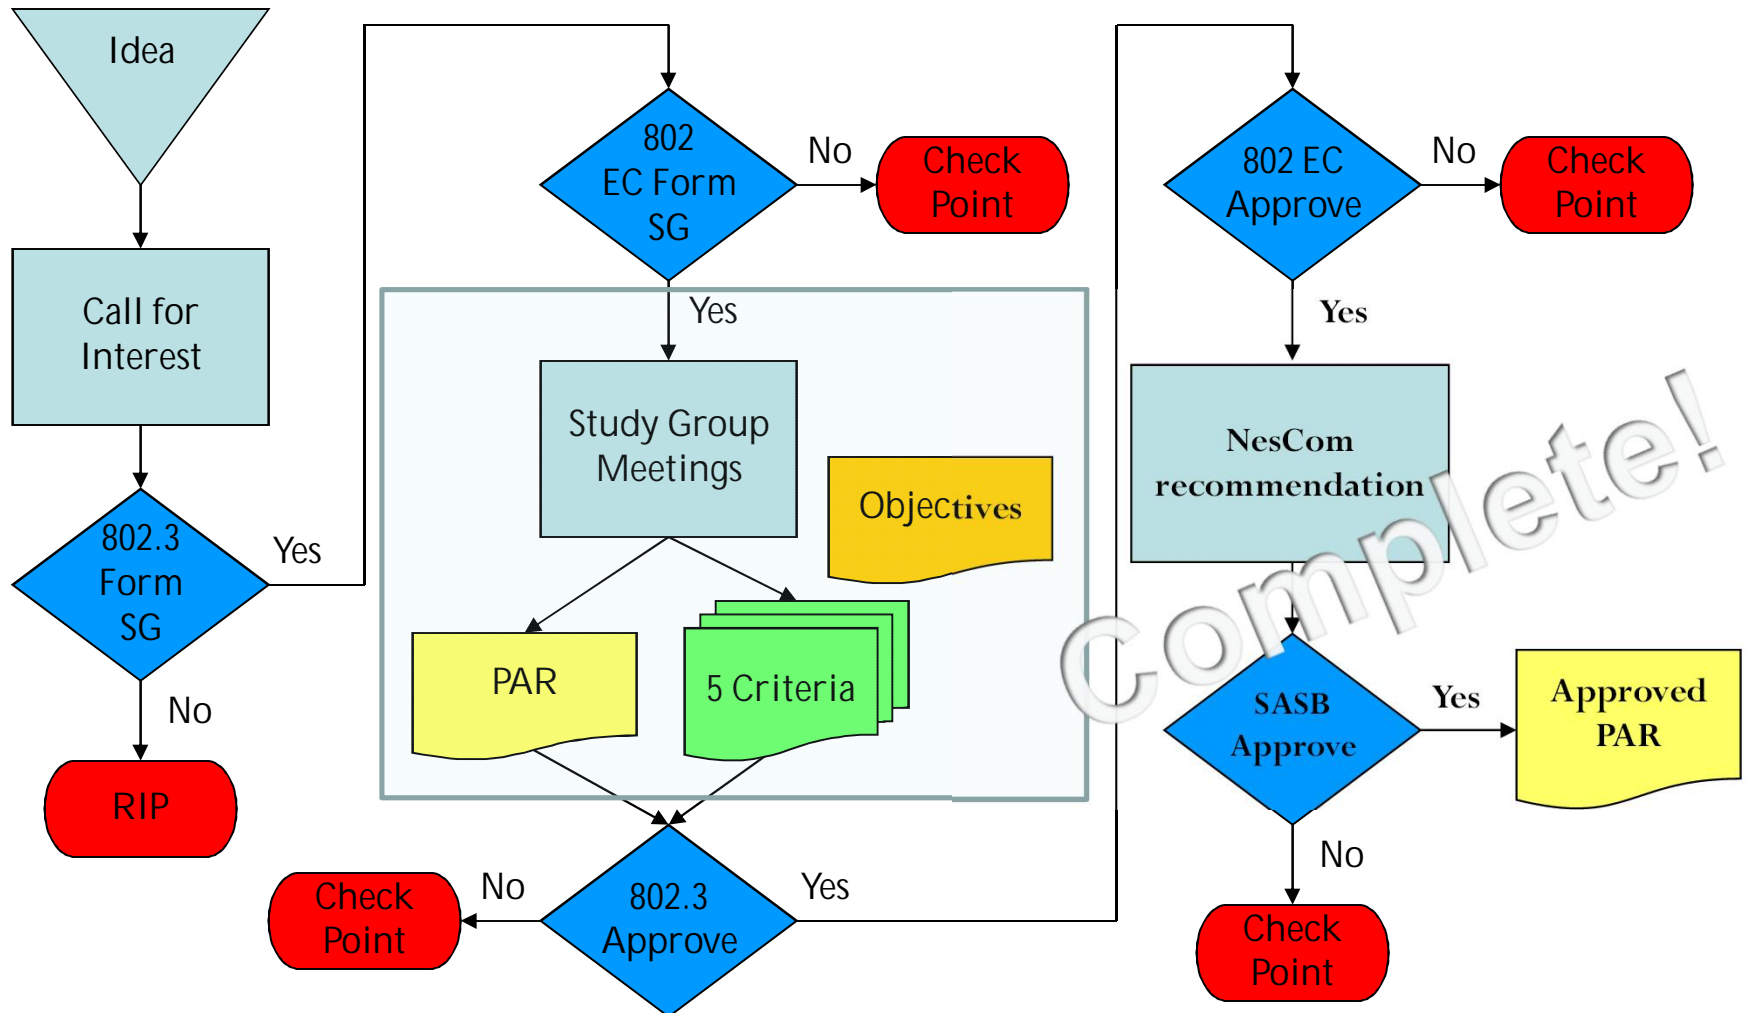 Idea
Call for
Interest
802.3
Form
SG
Yes
No
RIP
802
EC Form
SG
No
Check
Point
Yes
Study Group
Meetings
Objectives
PAR
5 Criteria
802.3
Approve
No
Check
Point
Yes
802 EC
Approve
No
Check
Point
Yes
NesCom
recommendation
SASB
Approve
Yes
Approved
PAR
No
Check
Point
Complete!